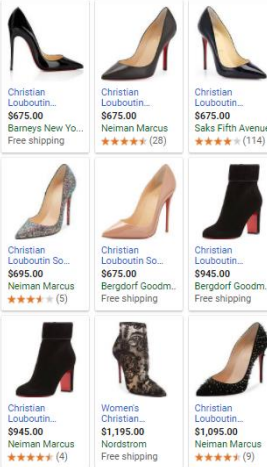 Christian
Louboutin...
$675.00
Barneys New Yo...
Free shipping
Christian
Louboutin...
$675.00
Neiman Marcus
(28)
Christian
Louboutin...
$675.00
Saks Fifth Avenue
(114)
Christian
Louboutin So...
$695.00
Neiman Marcus
(5)
Christian
Louboutin So...
$675.00
Bergdorf Goodm...
Free shipping
Christian
Louboutin...
$945.00
Bergdorf Goodm...
Free shipping
Christian
Louboutin...
$945.00
Neiman Marcus
(4)
Women's
Christian...
$1,195.00
Nordstrom
Free shipping
Christian
Louboutin...
$1,095.00
Neiman Marcus
(9)